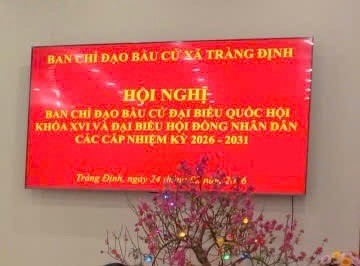 BAN CHỈ ĐẠO BẦU CỬ XÃ TRÀNG ĐỊNH
HỘI NGHỊ
BAN CHỈ ĐẠO BẦU CỬ ĐẠI BIỂU QUỐC HỘI
KHÓA XVI VÀ ĐẠI BIỂU HỘI ĐỒNG NHÂN DÂN
CÁC CẤP NHIỆM KỲ 2026 - 2031
Tràng Định, ngày 24 tháng năm